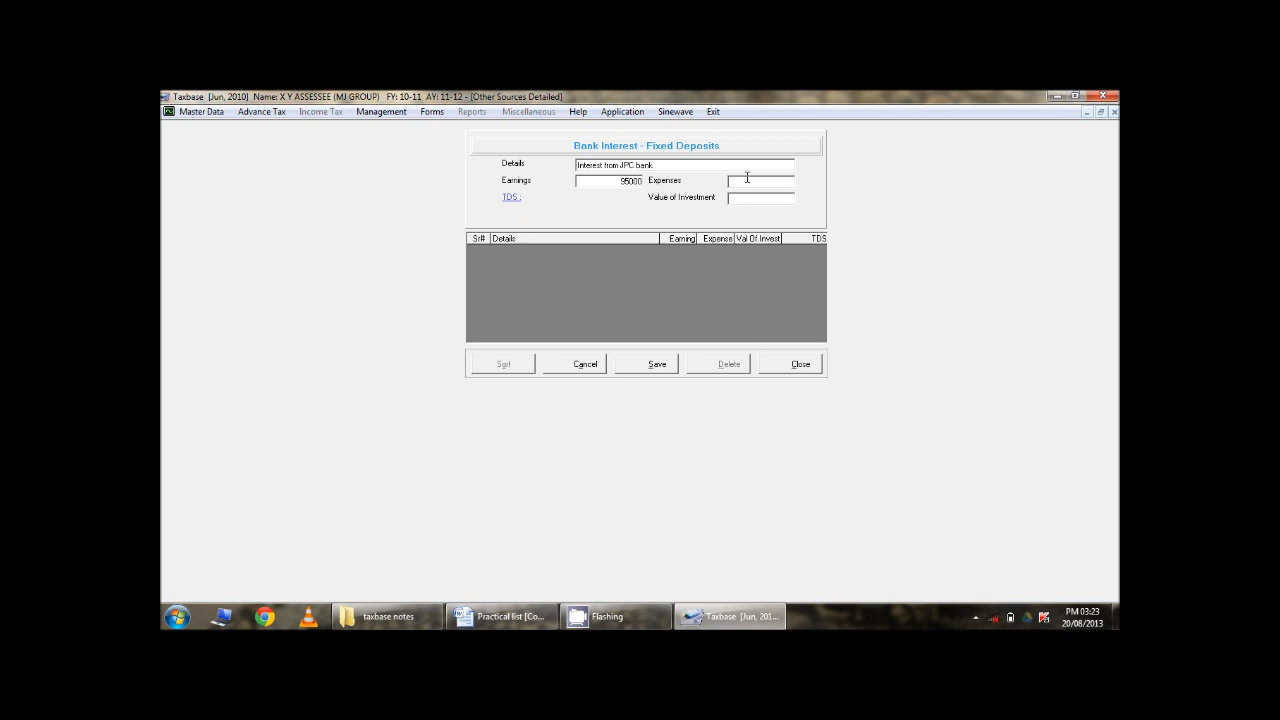 Taxbase [Jun, 2010] Name: X Y ASSESSEE (MJ GROUP) FY: 10-11 AY: 11-12 - [Other Sources Detailed]
Master Data Advance Tax Income Tax Management Forms Reports Miscellaneous Help Application Sinewave Exit
Bank Interest - Fixed Deposits
Details Interest from JPC bank
Earnings 95000 Expenses
TDS : Value of Investment
Sr# Details Earning Expense Val Of Invest TDS
Sort Cancel Save Delete Close
taxbase notes Practical list [Co... Flashing Taxbase [Jun, 201... PM 03:23
20/08/2013